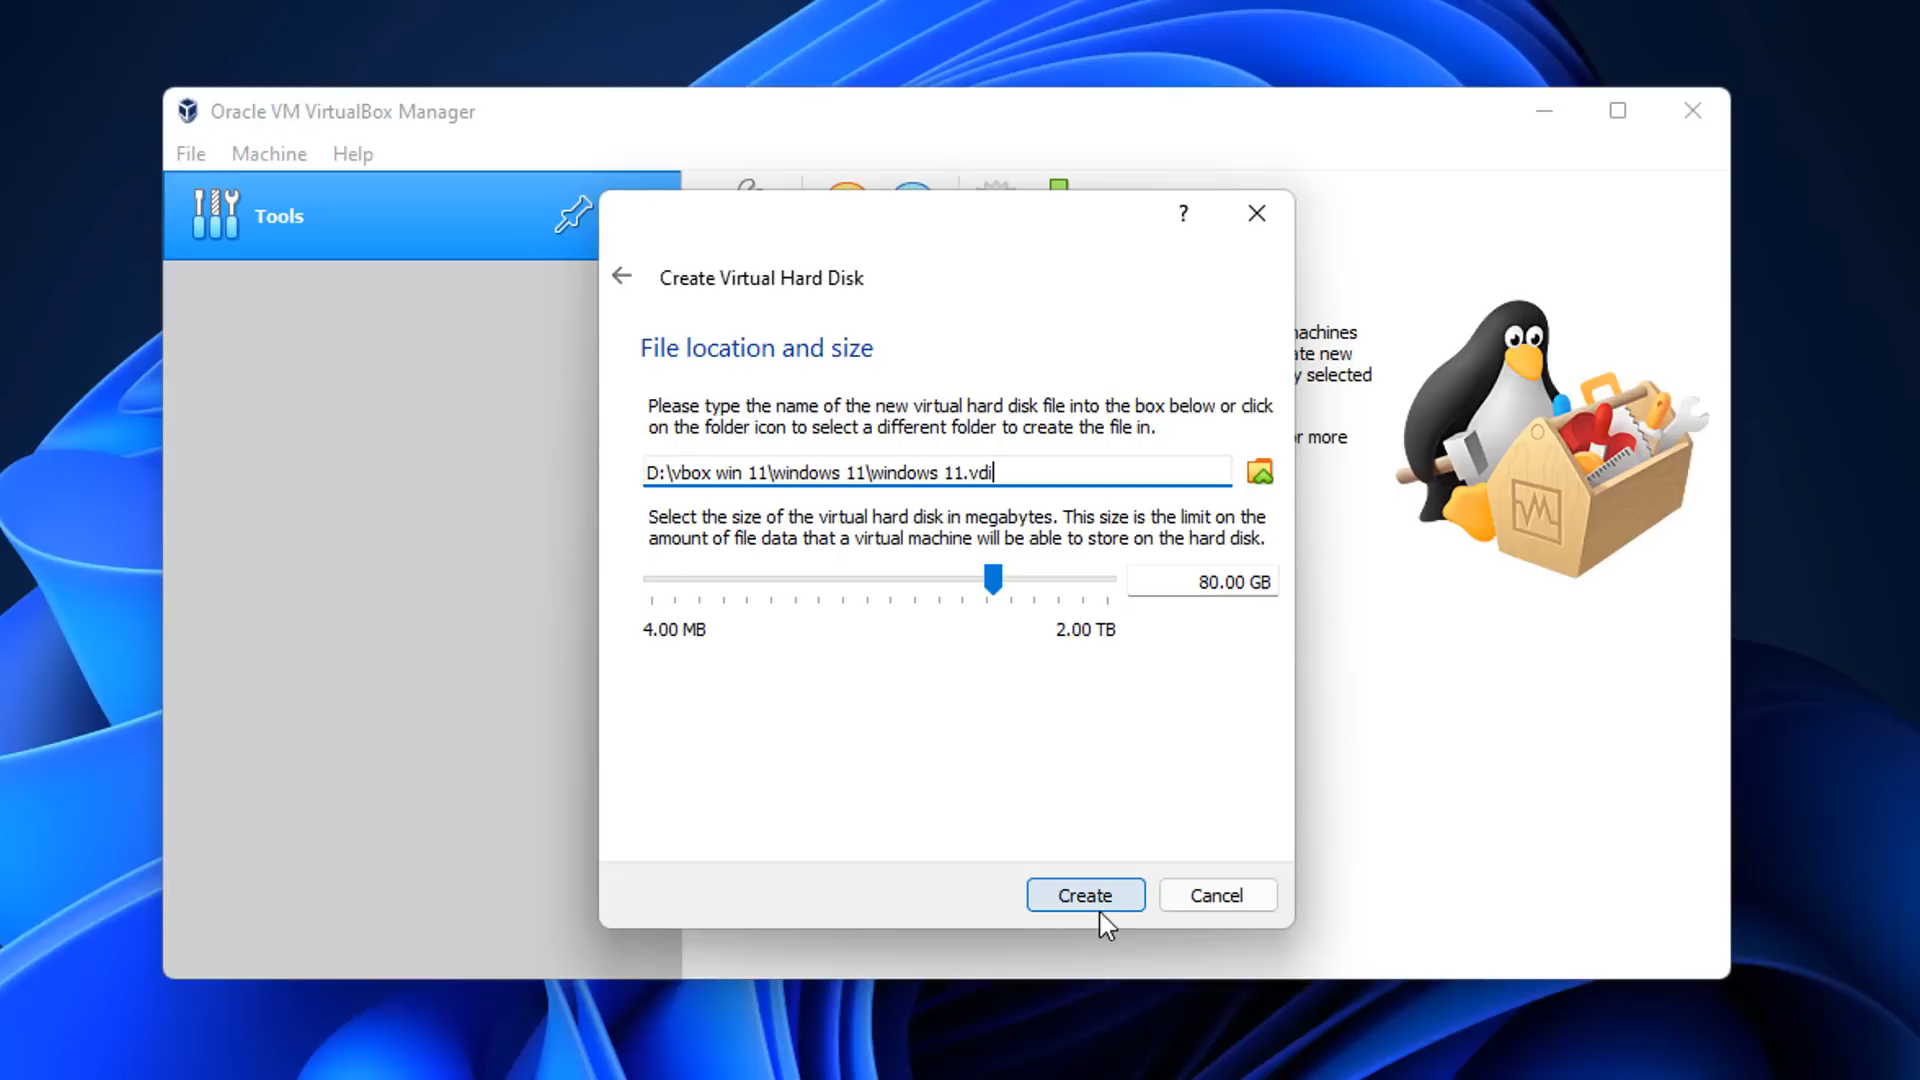 Oracle VM VirtualBox Manager
File Machine Help
Tools
?
Create Virtual Hard Disk
File location and size
Please type the name of the new virtual hard disk file into the box below or click
on the folder icon to select a different folder to create the file in.
D:\vbox win 11\windows 11\windows 11.vdi
Select the size of the virtual hard disk in megabytes. This size is the limit on the
amount of file data that a virtual machine will be able to store on the hard disk.
80.00 GB
4.00 MB 2.00 TB
Create Cancel
machines
new
selected
more